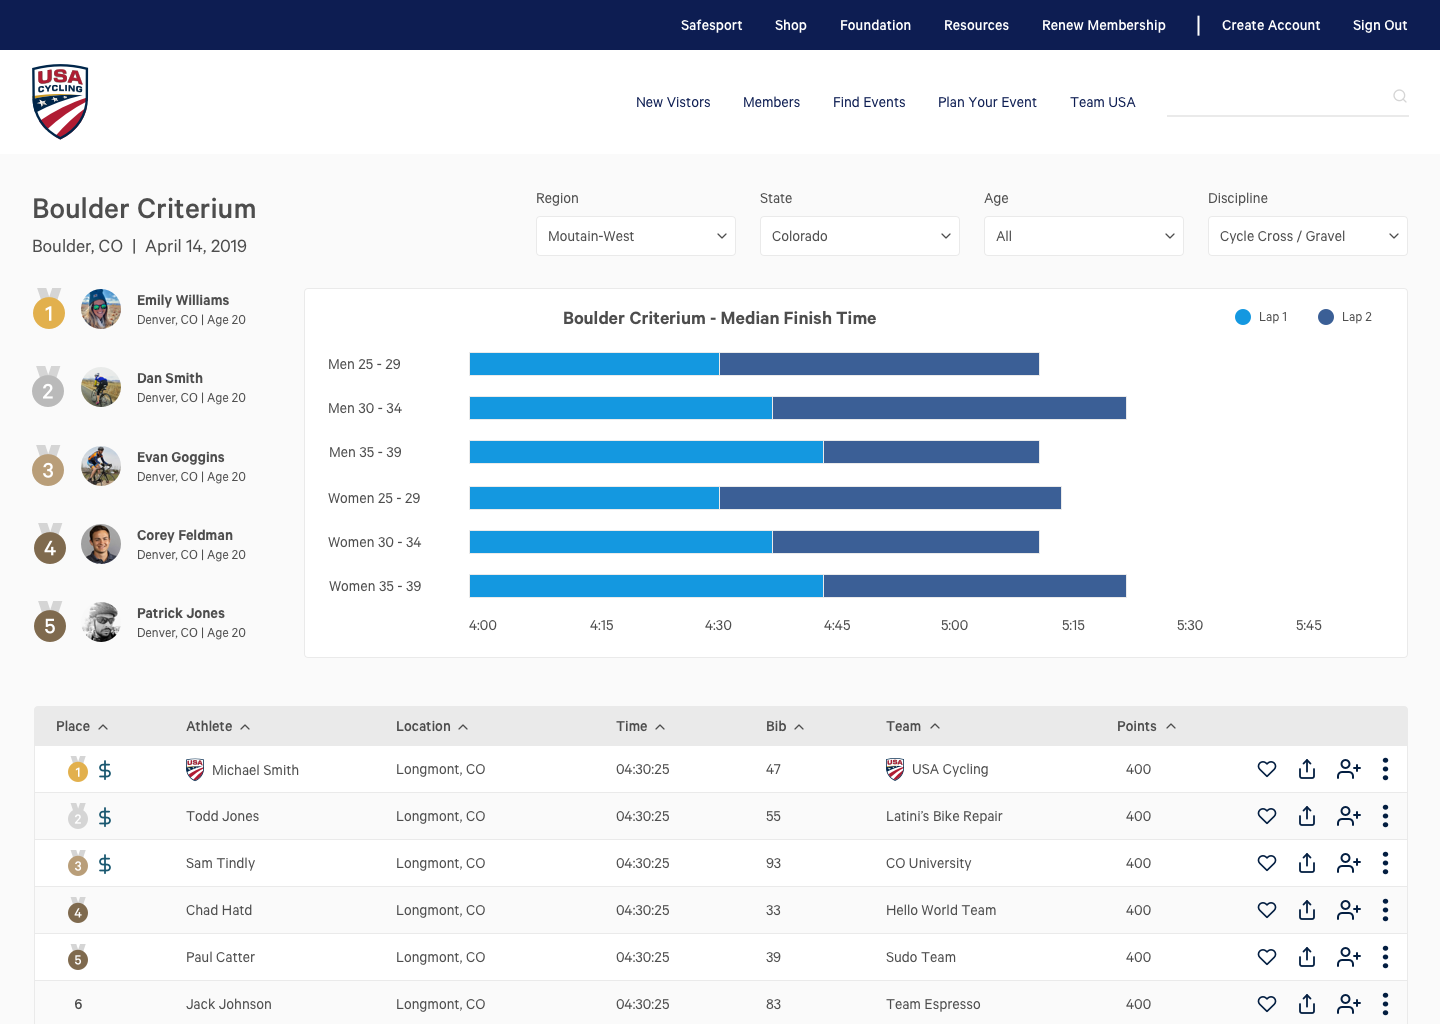 Safesport Shop Foundation Resources Renew Membership | Create Account Sign Out
USA
CYCLING
New Vistors Members Find Events Plan Your Event Team USA
Boulder Criterium
Boulder, CO | April 14, 2019
Region State Age Discipline
Moutain-West Colorado All Cycle Cross / Gravel
1 Emily Williams
Denver, CO | Age 20
2 Dan Smith
Denver, CO | Age 20
3 Evan Goggins
Denver, CO | Age 20
4 Corey Feldman
Denver, CO | Age 20
5 Patrick Jones
Denver, CO | Age 20
Boulder Criterium - Median Finish Time
Lap 1 Lap 2
Men 25 - 29
Men 30 - 34
Men 35 - 39
Women 25 - 29
Women 30 - 34
Women 35 - 39
4:00 4:15 4:30 4:45 5:00 5:15 5:30 5:45
Place Athlete Location Time Bib Team Points
1 $ USA Michael Smith Longmont, CO 04:30:25 47 USA USA Cycling 400
2 $ Todd Jones Longmont, CO 04:30:25 55 Latini's Bike Repair 400
3 $ Sam Tindly Longmont, CO 04:30:25 93 CO University 400
4 Chad Hatd Longmont, CO 04:30:25 33 Hello World Team 400
5 Paul Catter Longmont, CO 04:30:25 39 Sudo Team 400
6 Jack Johnson Longmont, CO 04:30:25 83 Team Espresso 400